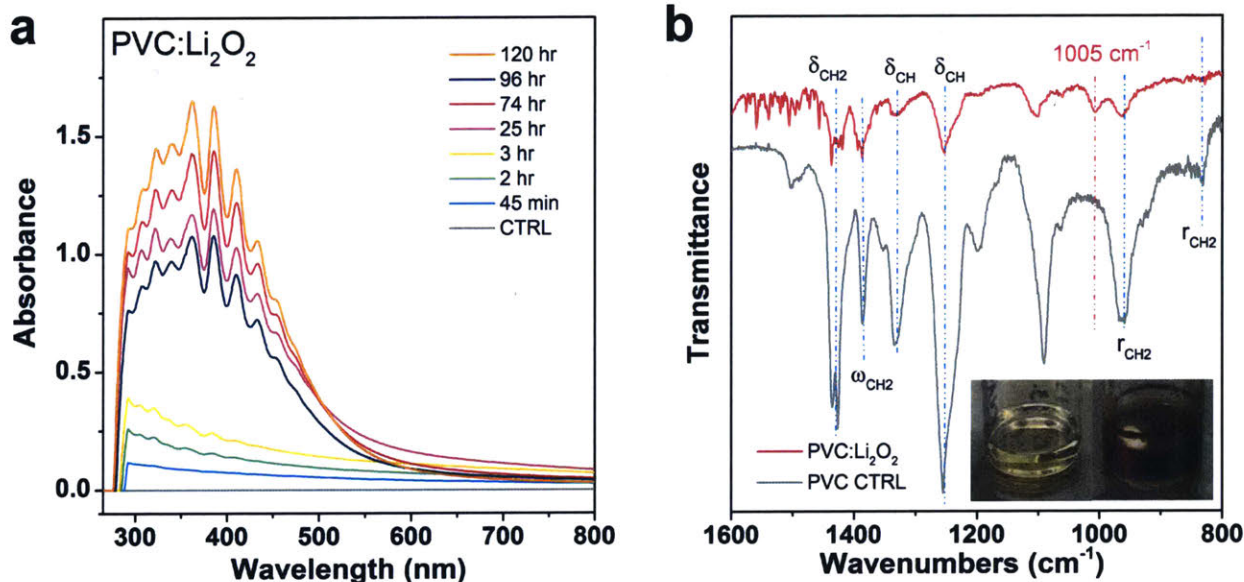 a
PVC:Li₂O₂
120 hr
96 hr
74 hr
25 hr
3 hr
2 hr
45 min
CTRL
1.5
1.0
0.5
0.0
Absorbance
300 400 500 600 700 800
Wavelength (nm)
b
δCH2 δCH δCH 1005 cm⁻¹
ωCH2
rCH2
rCH2
PVC:Li₂O₂
PVC CTRL
Transmittance
1600 1400 1200 1000 800
Wavenumbers (cm⁻¹)